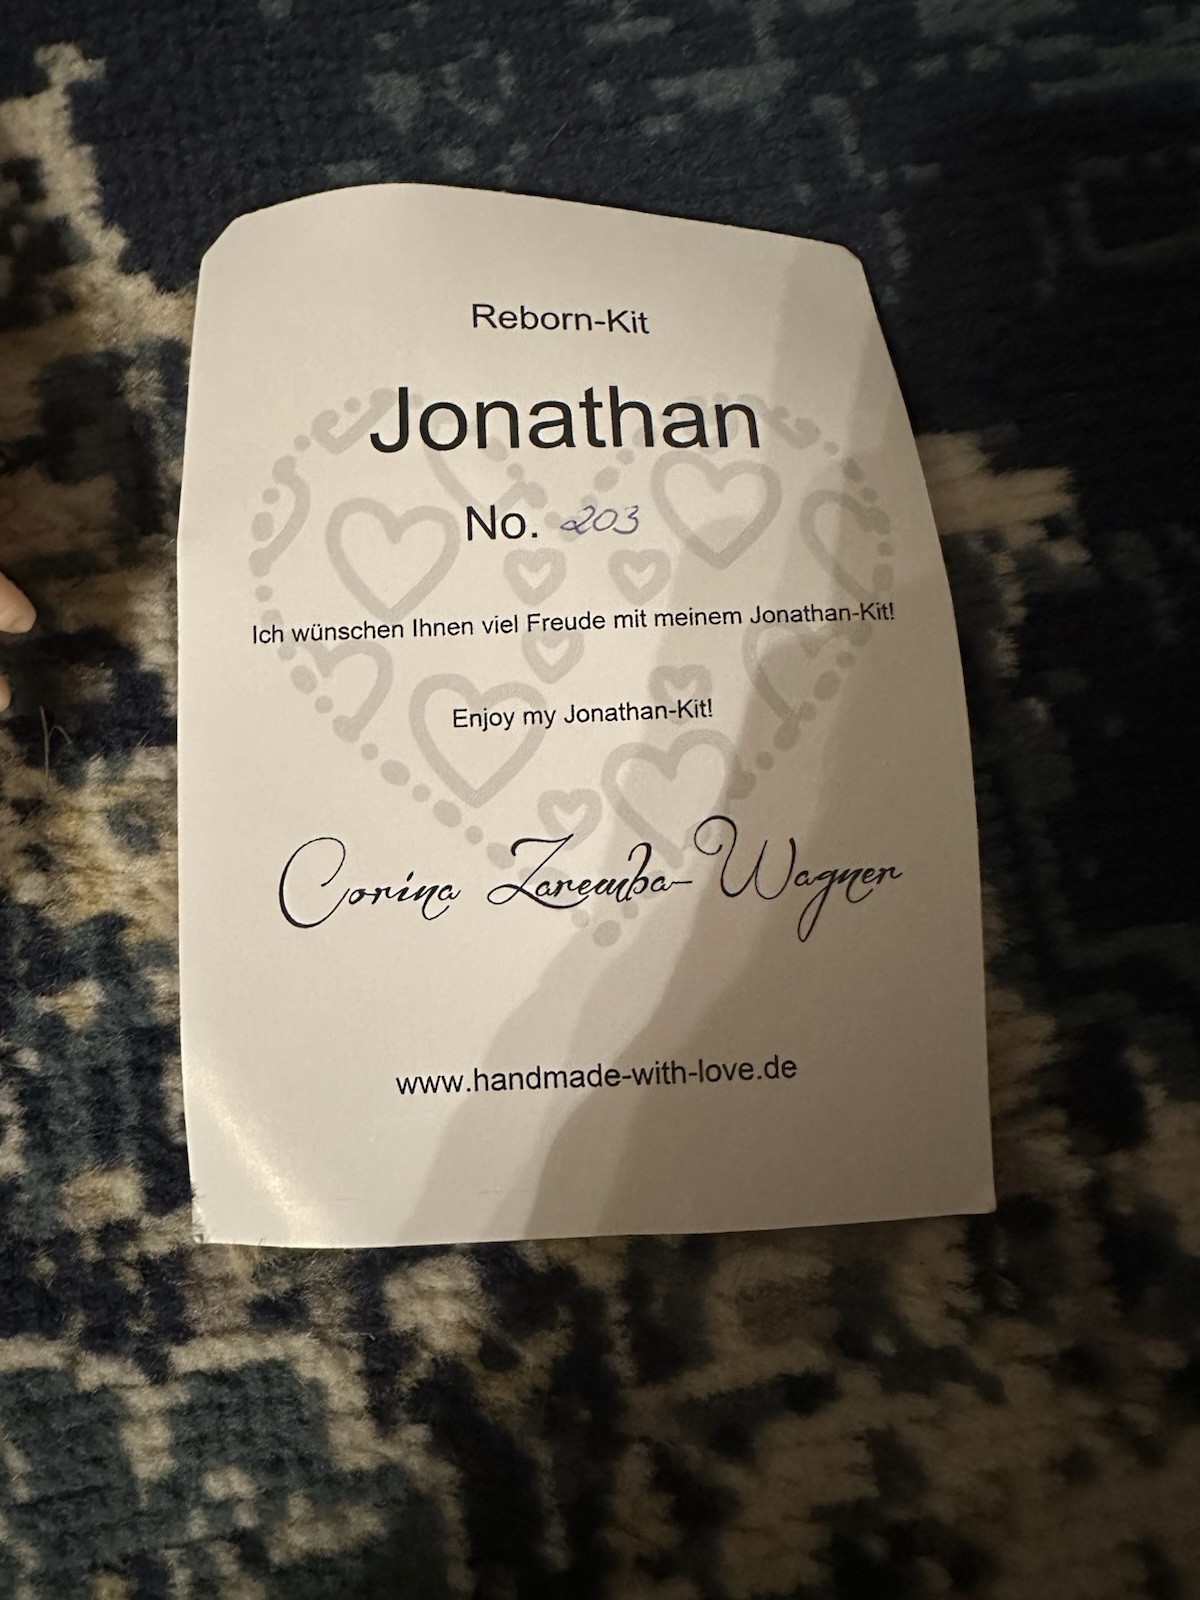 Reborn-Kit
Jonathan
No. 203
Ich wünschen Ihnen viel Freude mit meinem Jonathan-Kit!
Enjoy my Jonathan-Kit!
Corina Zaremba-Wagner
www.handmade-with-love.de